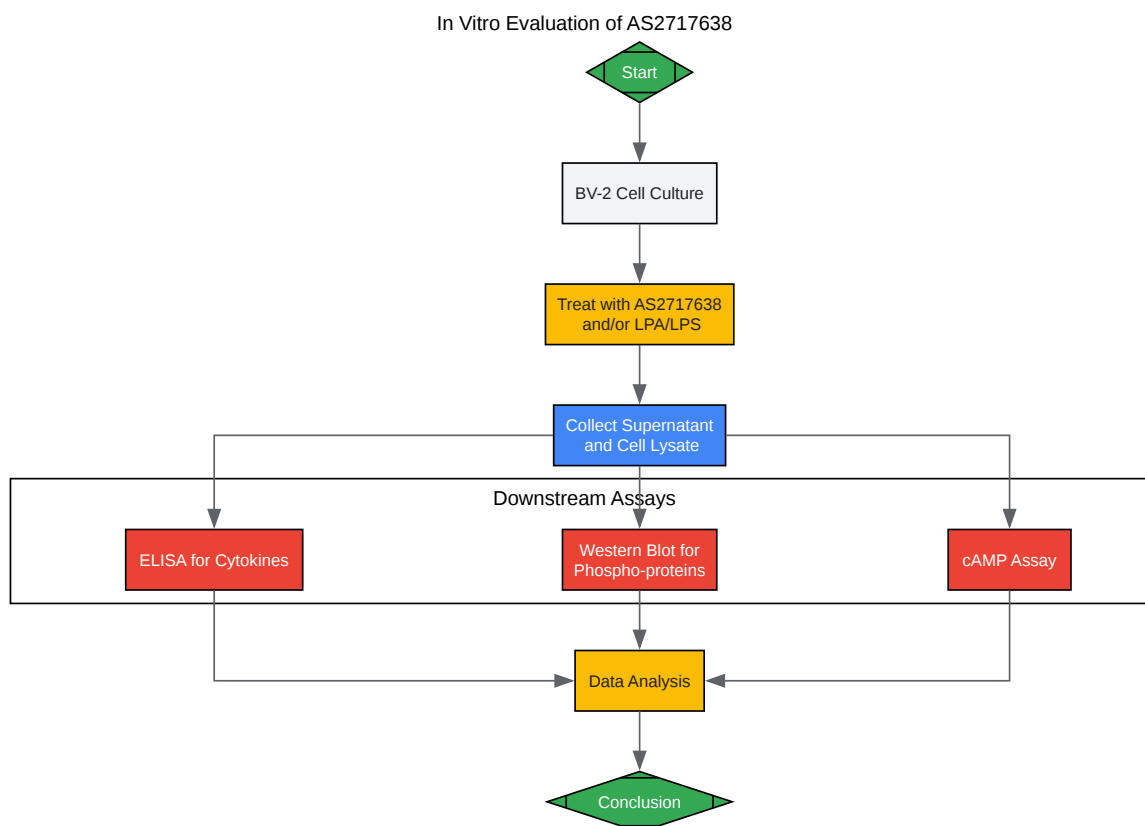 In Vitro Evaluation of AS2717638
Start
BV-2 Cell Culture
Treat with AS2717638
and/or LPA/LPS
Collect Supernatant
and Cell Lysate
Downstream Assays
ELISA for Cytokines
Western Blot for
Phospho-proteins
cAMP Assay
Data Analysis
Conclusion